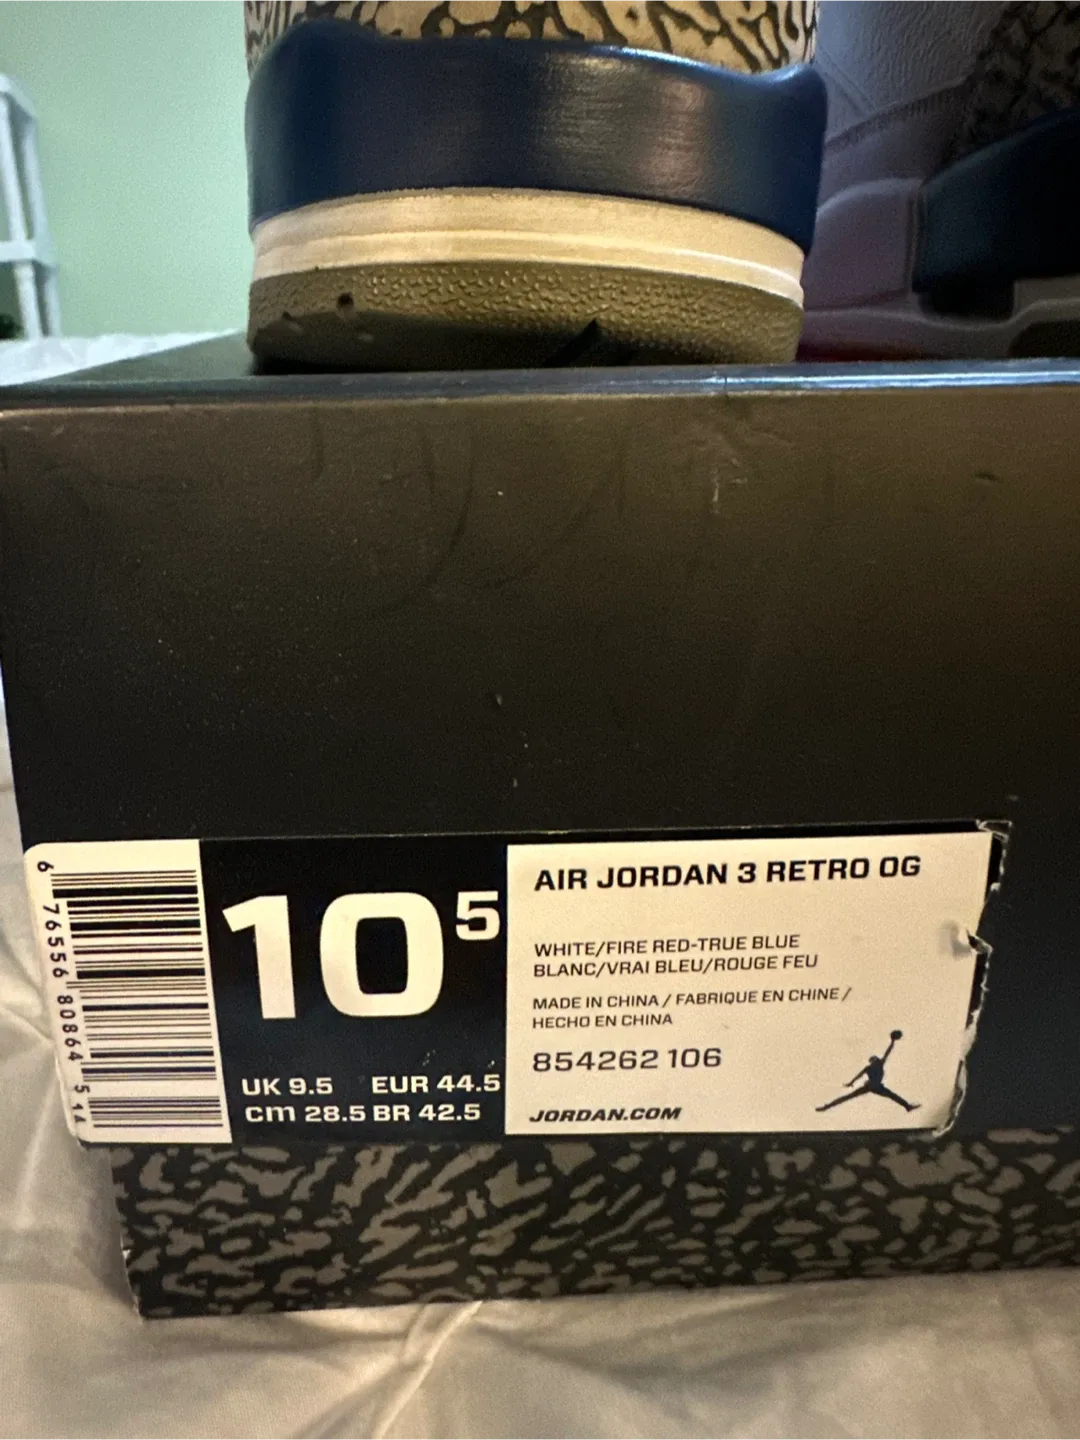 AIR JORDAN 3 RETRO OG
WHITE/FIRE RED-TRUE BLUE
BLANC/VRAI BLEU/ROUGE FEU
MADE IN CHINA / FABRIQUE EN CHINE /
HECHO EN CHINA
854262 106
JORDAN.COM
10 5
UK 9.5 EUR 44.5
cm 28.5 BR 42.5
6 76556 80864 5 14